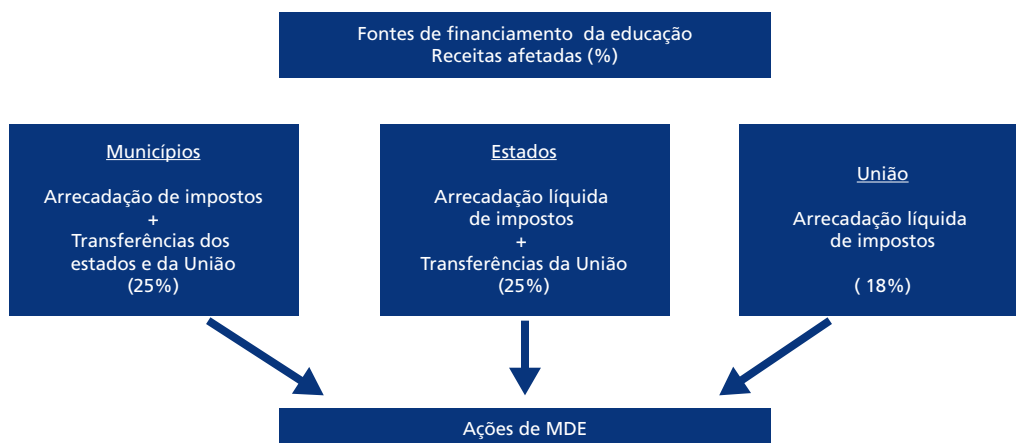 Fontes de financiamento da educação
Receitas afetadas (%)
Municípios
Arrecadação de impostos
+
Transferências dos
estados e da União
(25%)
Estados
Arrecadação líquida
de impostos
+
Transferências da União
(25%)
União
Arrecadação líquida
de impostos
( 18%)
Ações de MDE